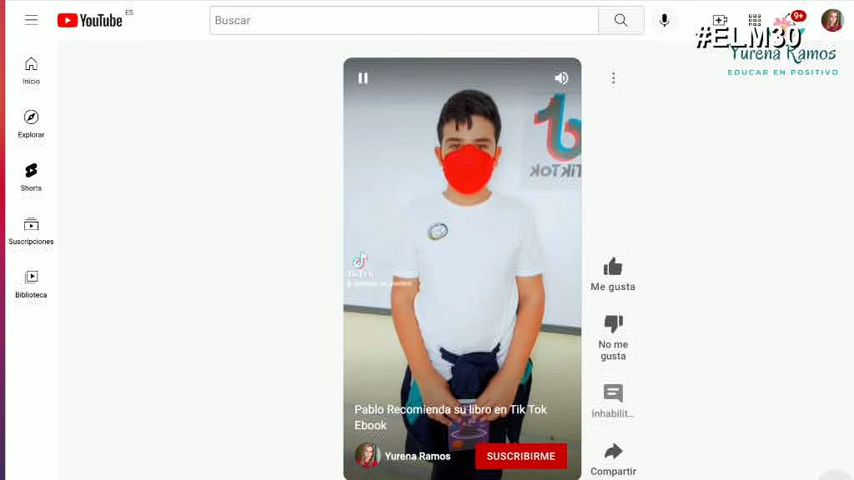 YouTube ES
Buscar
9+
#ELM30
Yurena Ramos
EDUCAR EN POSITIVO
Inicio
Explorar
Shorts
Suscripciones
Biblioteca
TikTok
TikTok
Me gusta
No me
gusta
Inhabilit...
Pablo Recomienda su libro en Tik Tok
Ebook
Yurena Ramos
SUSCRIBIRME
Compartir